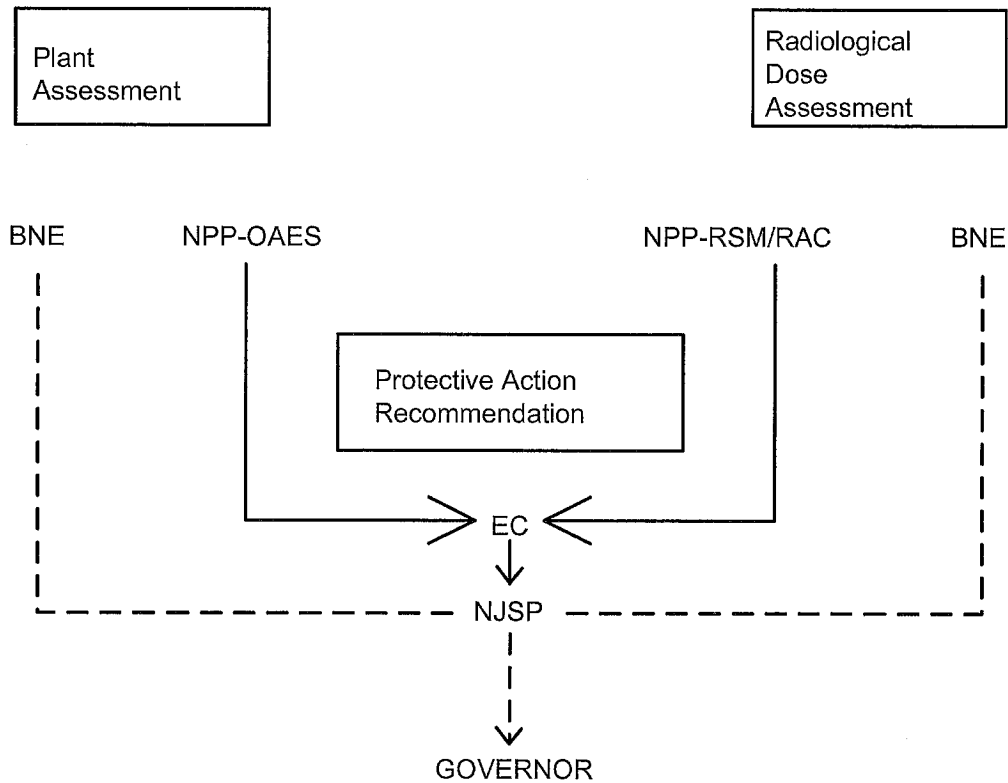 Plant
Assessment
Radiological
Dose
Assessment
BNE
NPP-OAES
NPP-RSM/RAC
BNE
Protective Action
Recommendation
EC
NJSP
GOVERNOR